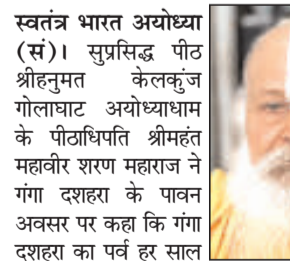 स्वतंत्र भारत अयोध्या
(सं)। सुप्रसिद्ध पीठ
श्रीहनुमत केलकुंज
गोलाघाट अयोध्याधाम
के पीठाधिपति श्रीमहंत
महावीर शरण महाराज ने
गंगा दशहरा के पावन
अवसर पर कहा कि गंगा
दशहरा का पर्व हर साल